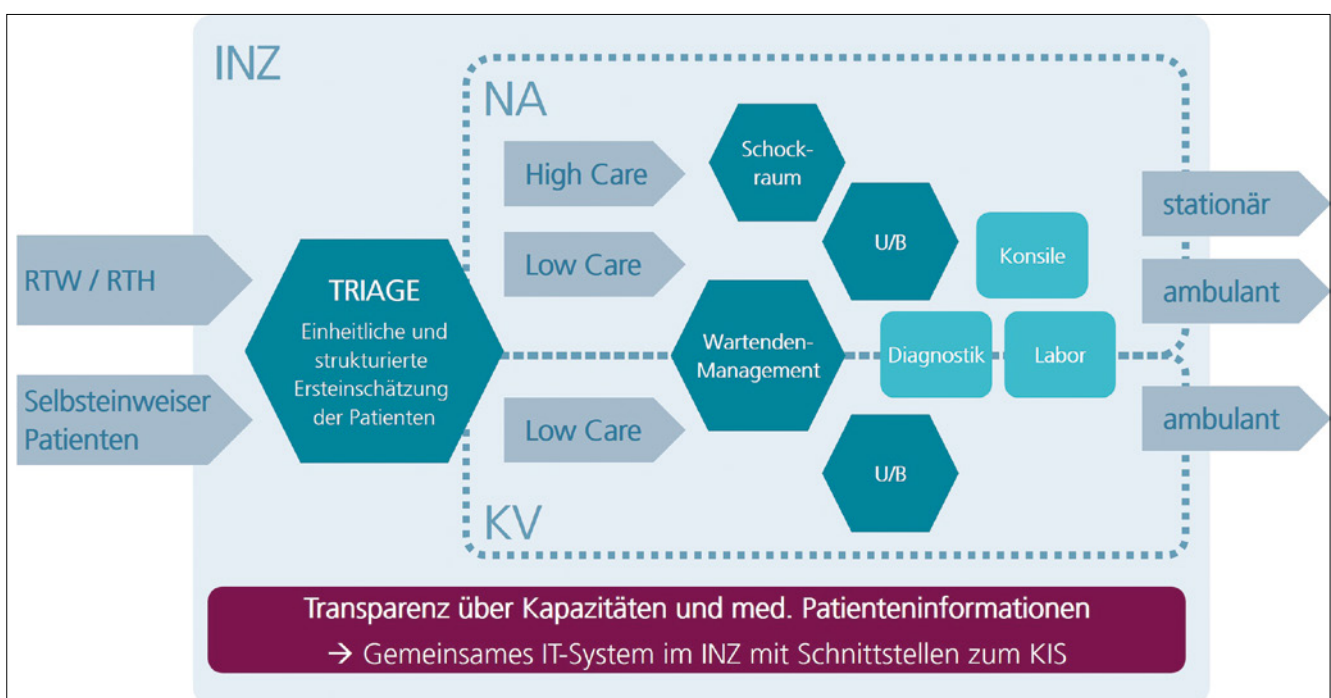 INZ
NA
RTW / RTH
Selbsteinweiser
Patienten
TRIAGE
Einheitliche und
strukturierte
Ersteinschätzung
der Patienten
High Care
Low Care
Low Care
KV
Schock-
raum
U/B
Konsile
Wartenden-
Management
Diagnostik
Labor
U/B
stationär
ambulant
ambulant
Transparenz über Kapazitäten und med. Patienteninformationen
→ Gemeinsames IT-System im INZ mit Schnittstellen zum KIS